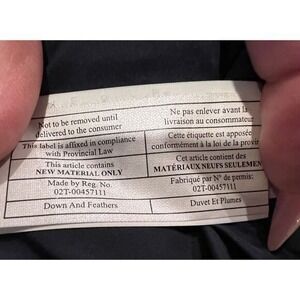 Not to be removed until
delivered to the consumer
This label is affixed in compliance
with Provincial Law
This article contains
NEW MATERIAL ONLY
Made by Reg. No.
02T-00457111
Down And Feathers
Ne pas enlever avant la
livraison au consommateur
Cette étiquette est apposée
conformément à la loi de la
Cet article contient des
MATÉRIAUX NEUFS
Fabriqué par N° de permis:
02T-00457111
Duvet Et Plumes